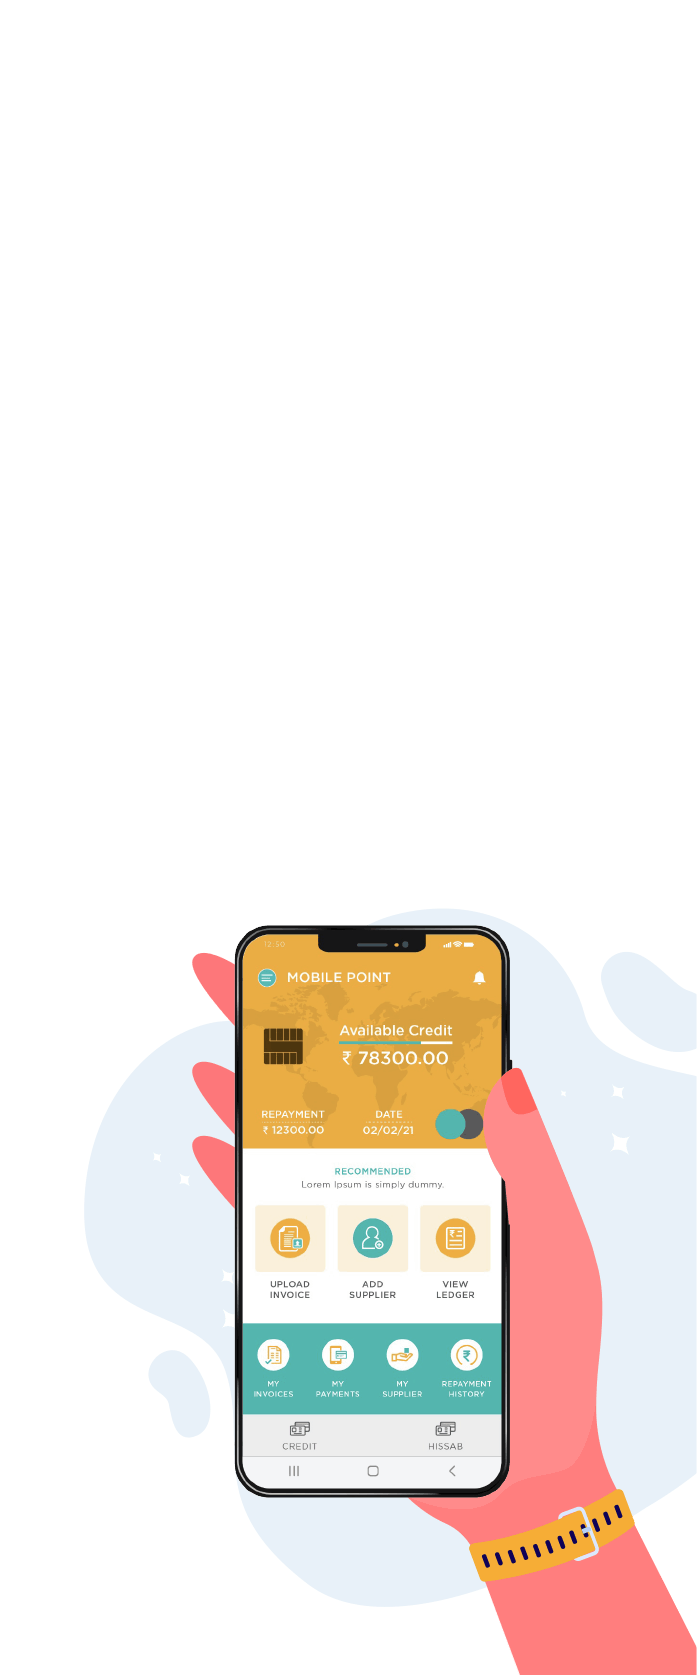 12:30
MOBILE POINT
Available Credit
₹ 78300.00
REPAYMENT
₹ 12300.00
DATE
02/02/21
RECOMMENDED
Lorem Ipsum is simply dummy.
UPLOAD
INVOICE
ADD
SUPPLIER
VIEW
LEDGER
MY
INVOICES
MY
PAYMENTS
MY
SUPPLIER
REPAYMENT
HISTORY
CREDIT
HISSAB